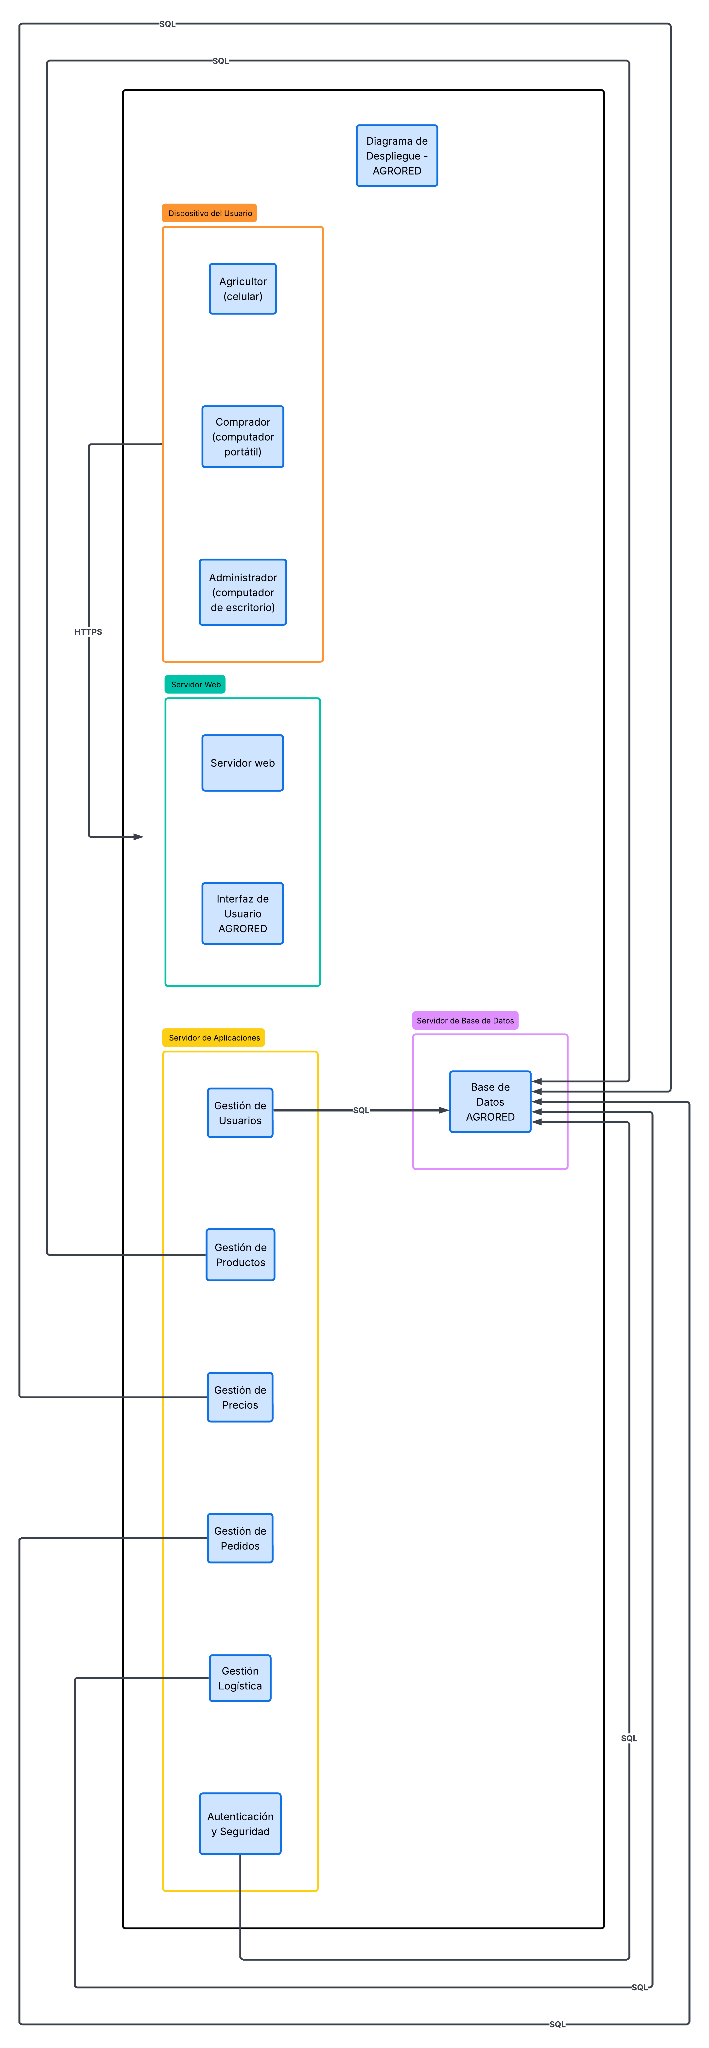 SQL
SQL
Diagrama de
Despliegue -
AGRORED
Dispositivo del Usuario
Agricultor
(celular)
Comprador
(computador
portátil)
Administrador
(computador
de escritorio)
HTTPS
Servidor Web
Servidor web
Interfaz de
Usuario
AGRORED
Servidor de Base de Datos
Servidor de Aplicaciones
Base de
Datos
AGRORED
Gestión de
Usuarios
SQL
Gestión de
Productos
Gestión de
Precios
Gestión de
Pedidos
Gestión
Logística
SQL
Autenticación
y Seguridad
SQL
SQL